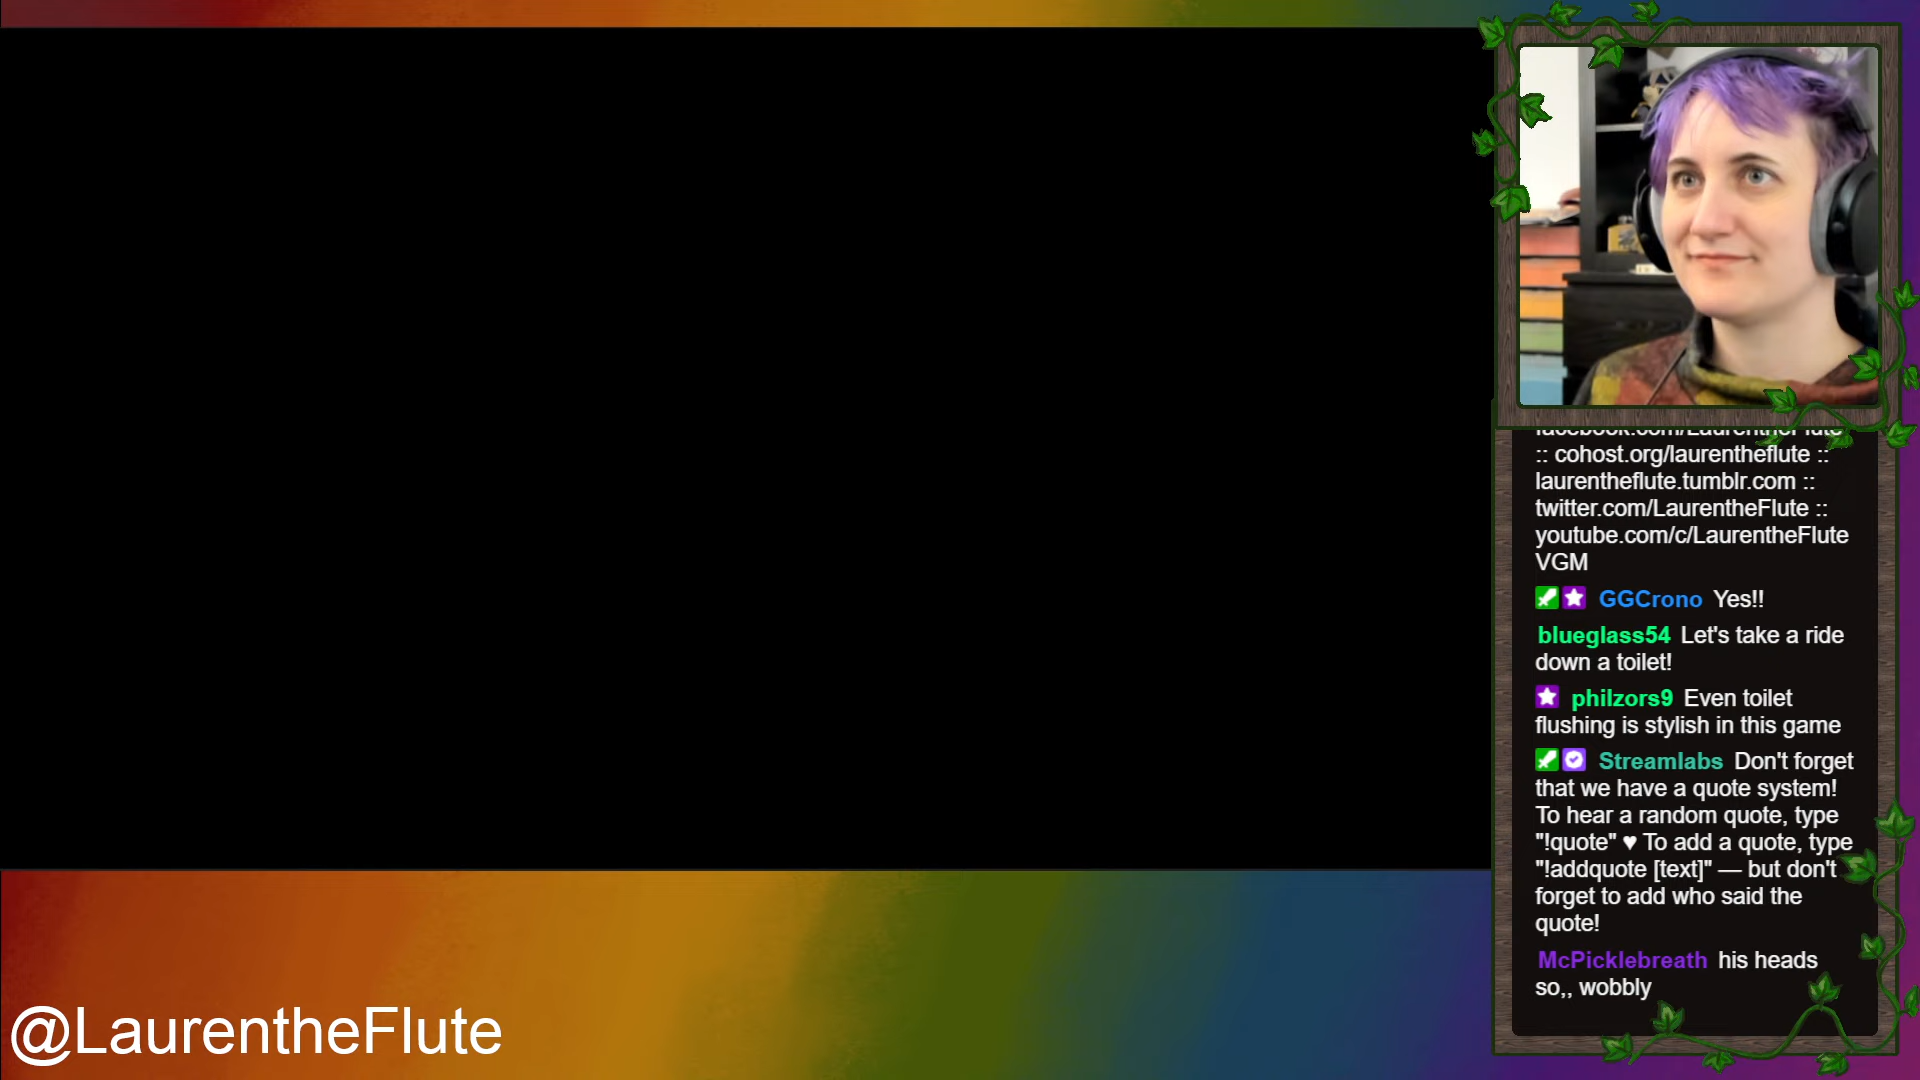 facebook.com/LaurentheFlute
:: cohost.org/laurentheflute ::
laurentheflute.tumblr.com ::
twitter.com/LaurentheFlute ::
youtube.com/c/LaurentheFlute
VGM
GGCrono Yes!!
blueglass54 Let's take a ride
down a toilet!
philzors9 Even toilet
flushing is stylish in this game
Streamlabs Don't forget
that we have a quote system!
To hear a random quote, type
"!quote" ♥ To add a quote, type
"!addquote [text]" — but don't
forget to add who said the
quote!
McPicklebreath his heads
so,, wobbly
@LaurentheFlute